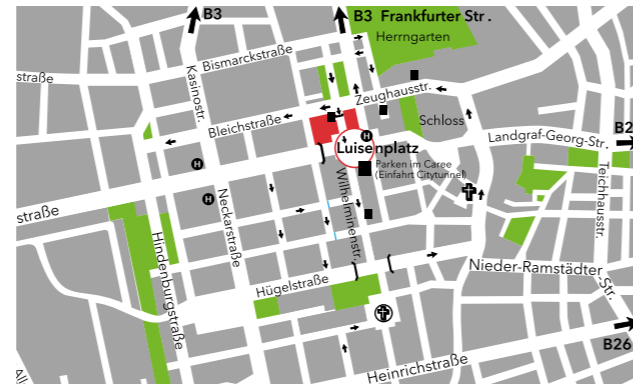 B3
B3 Frankfurter Str.
Herrngarten
Bismarckstraße
straße
Kasinostr.
Zeughausstr.
Bleichstraße
Schloss
Landgraf-Georg-Str.
B2
H
Luisenplatz
Parken im Caree
(Einfahrt Citytunnel)
H
H
Teichhausstr.
straße
Neckarstraße
Wilhelminenstr.
Hindenburgstraße
Nieder-Ramstädter
Str.
Hügelstraße
B26
Heinrichstraße